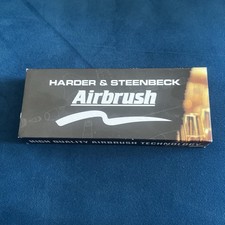 HARDER & STEENBECK
Airbrush
HIGH QUALITY AIRBRUSH TECHNOLOGY